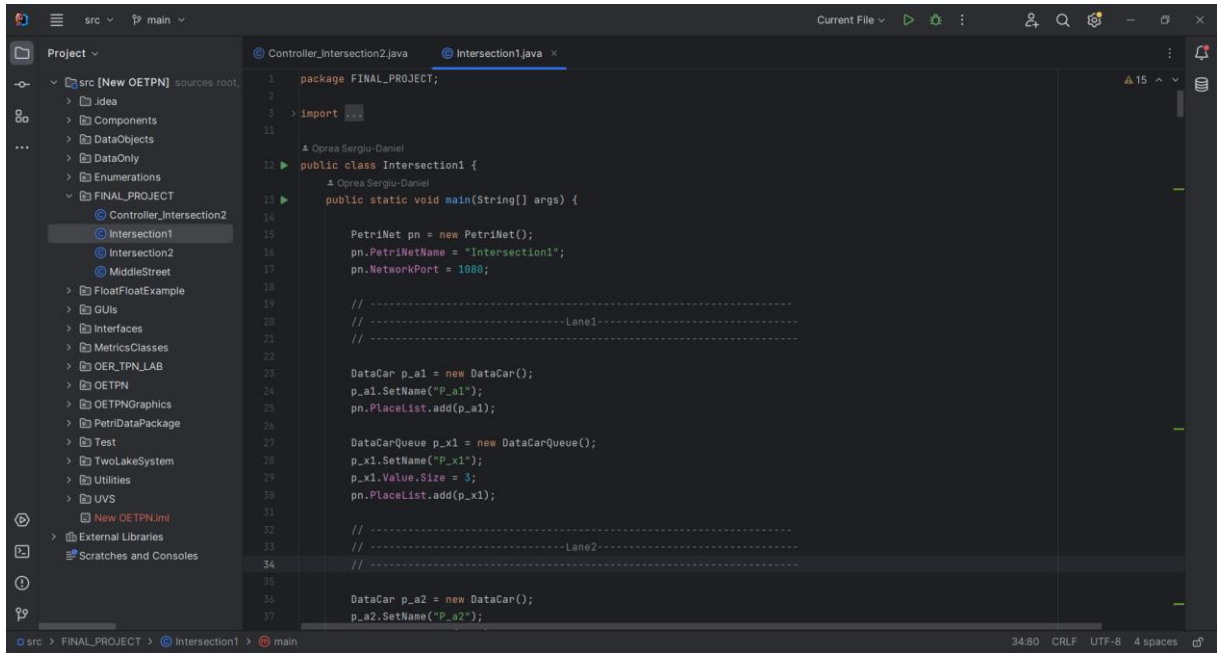 src main Current File
Project
Controller_Intersection2.java Intersection1.java
src [New OETPN] sources root,
.idea
Components
DataObjects
DataOnly
Enumerations
FINAL_PROJECT
Controller_Intersection2
Intersection1
Intersection2
MiddleStreet
FloatFloatExample
GUIs
Interfaces
MetricsClasses
OER_TPN_LAB
OETPN
OETPNGraphics
PetriDataPackage
Test
TwoLakeSystem
Utilities
UVS
New OETPN.iml
External Libraries
Scratches and Consoles
1 package FINAL_PROJECT;
2
3 import ...
11
Oprea Sergiu-Daniel
12 public class Intersection1 {
Oprea Sergiu-Daniel
13 public static void main(String[] args) {
14
15 PetriNet pn = new PetriNet();
16 pn.PetriNetName = "Intersection1";
17 pn.NetworkPort = 1080;
18
19 // -------------------------------------------------------------------
20 // -------------------------------Lane1--------------------------------
21 // --------------------------------------------------------------------
22
23 DataCar p_a1 = new DataCar();
24 p_a1.SetName("P_a1");
25 pn.PlaceList.add(p_a1);
26
27 DataCarQueue p_x1 = new DataCarQueue();
28 p_x1.SetName("P_x1");
29 p_x1.Value.Size = 3;
30 pn.PlaceList.add(p_x1);
31
32 // -------------------------------------------------------------------
33 // -------------------------------Lane2--------------------------------
34 // --------------------------------------------------------------------
35
36 DataCar p_a2 = new DataCar();
37 p_a2.SetName("P_a2");
15
src > FINAL_PROJECT > Intersection1 > main 34:80 CRLF UTF-8 4 spaces